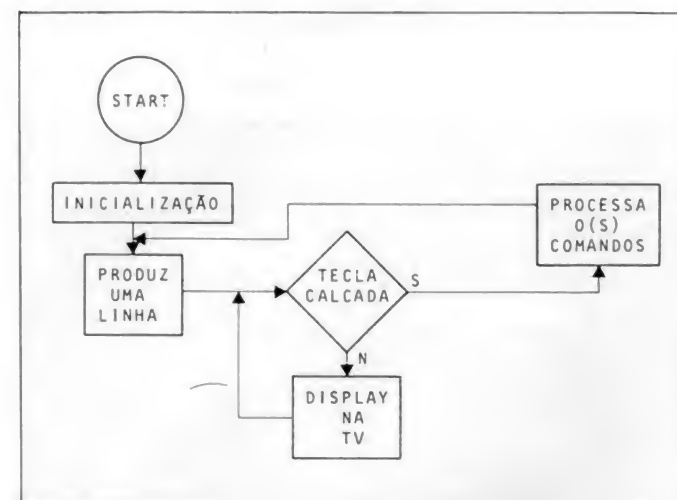 START
INICIALIZAÇÃO
PRODUZ
UMA
LINHA
TECLA
CALCADA
S
N
DISPLAY
NA
TV
PROCESSA
O(S)
COMANDOS